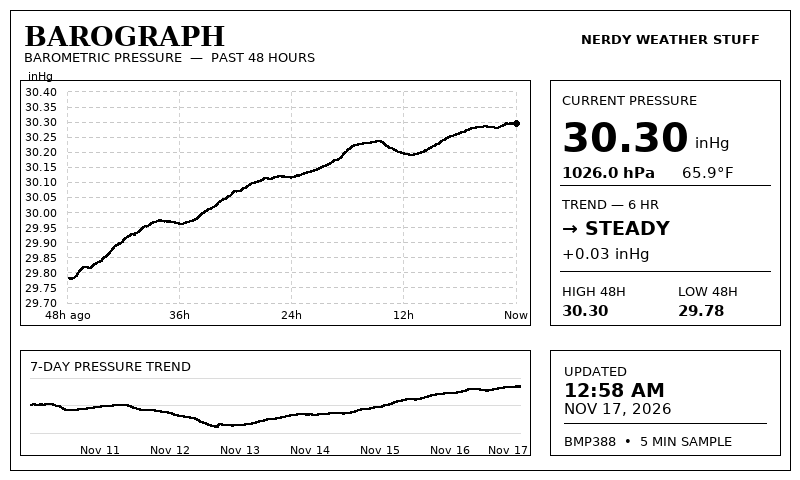 BAROGRAPH
BAROMETRIC PRESSURE — PAST 48 HOURS
NERDY WEATHER STUFF
inHg
30.40
30.35
30.30
30.25
30.20
30.15
30.10
30.05
30.00
29.95
29.90
29.85
29.80
29.75
29.70
48h ago 36h 24h 12h Now
CURRENT PRESSURE
30.30 inHg
1026.0 hPa 65.9°F
TREND — 6 HR
→ STEADY
+0.03 inHg
HIGH 48H LOW 48H
30.30 29.78
7-DAY PRESSURE TREND
Nov 11 Nov 12 Nov 13 Nov 14 Nov 15 Nov 16 Nov 17
UPDATED
12:58 AM
NOV 17, 2026
BMP388 • 5 MIN SAMPLE